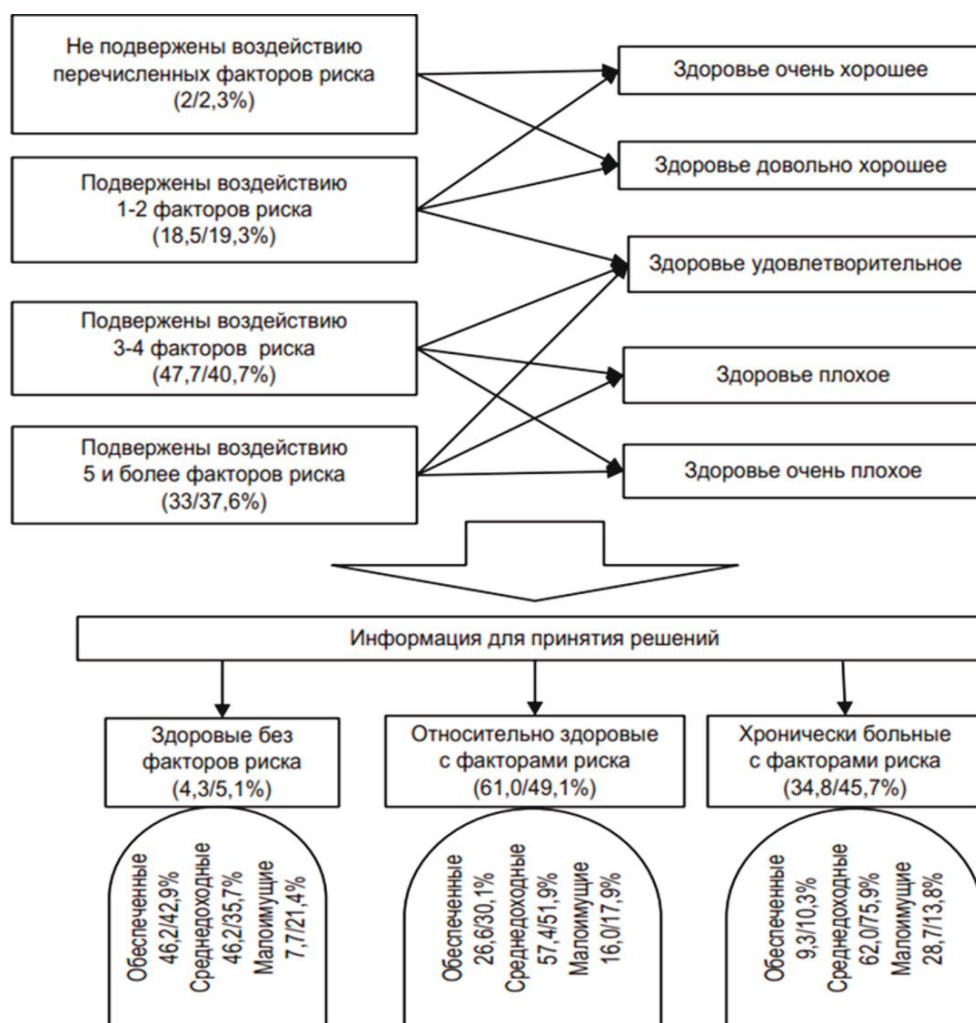 Не подвержены воздействию
перечисленных факторов риска
(2/2,3%)
Подвержены воздействию
1-2 факторов риска
(18,5/19,3%)
Подвержены воздействию
3-4 факторов риска
(47,7/40,7%)
Подвержены воздействию
5 и более факторов риска
(33/37,6%)
Здоровье очень хорошее
Здоровье довольно хорошее
Здоровье удовлетворительное
Здоровье плохое
Здоровье очень плохое
Информация для принятия решений
Здоровые без
факторов риска
(4,3/5,1%)
Относительно здоровые
с факторами риска
(61,0/49,1%)
Хронически больные
с факторами риска
(34,8/45,7%)
Обеспеченные
46,2/42,9%
Среднедоходные
46,2/35,7%
Малоимущие
7,7/21,4%
Обеспеченные
26,6/30,1%
Среднедоходные
57,4/51,9%
Малоимущие
16,0/17,9%
Обеспеченные
9,3/10,3%
Среднедоходные
62,0/75,9%
Малоимущие
28,7/13,8%